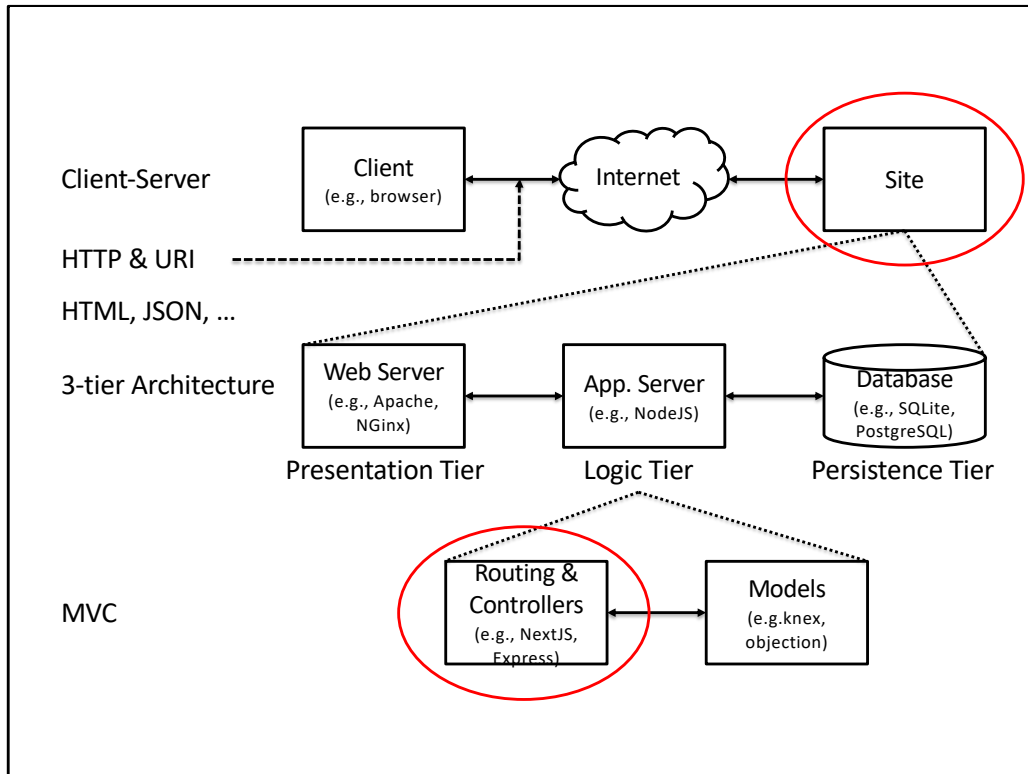 Client-Server
Client
(e.g., browser)
Internet
Site
HTTP & URI
HTML, JSON, ...
3-tier Architecture
Web Server
(e.g., Apache,
NGinx)
App. Server
(e.g., NodeJS)
Database
(e.g., SQLite,
PostgreSQL)
Presentation Tier
Logic Tier
Persistence Tier
MVC
Routing &
Controllers
(e.g., NextJS,
Express)
Models
(e.g.knex,
objection)